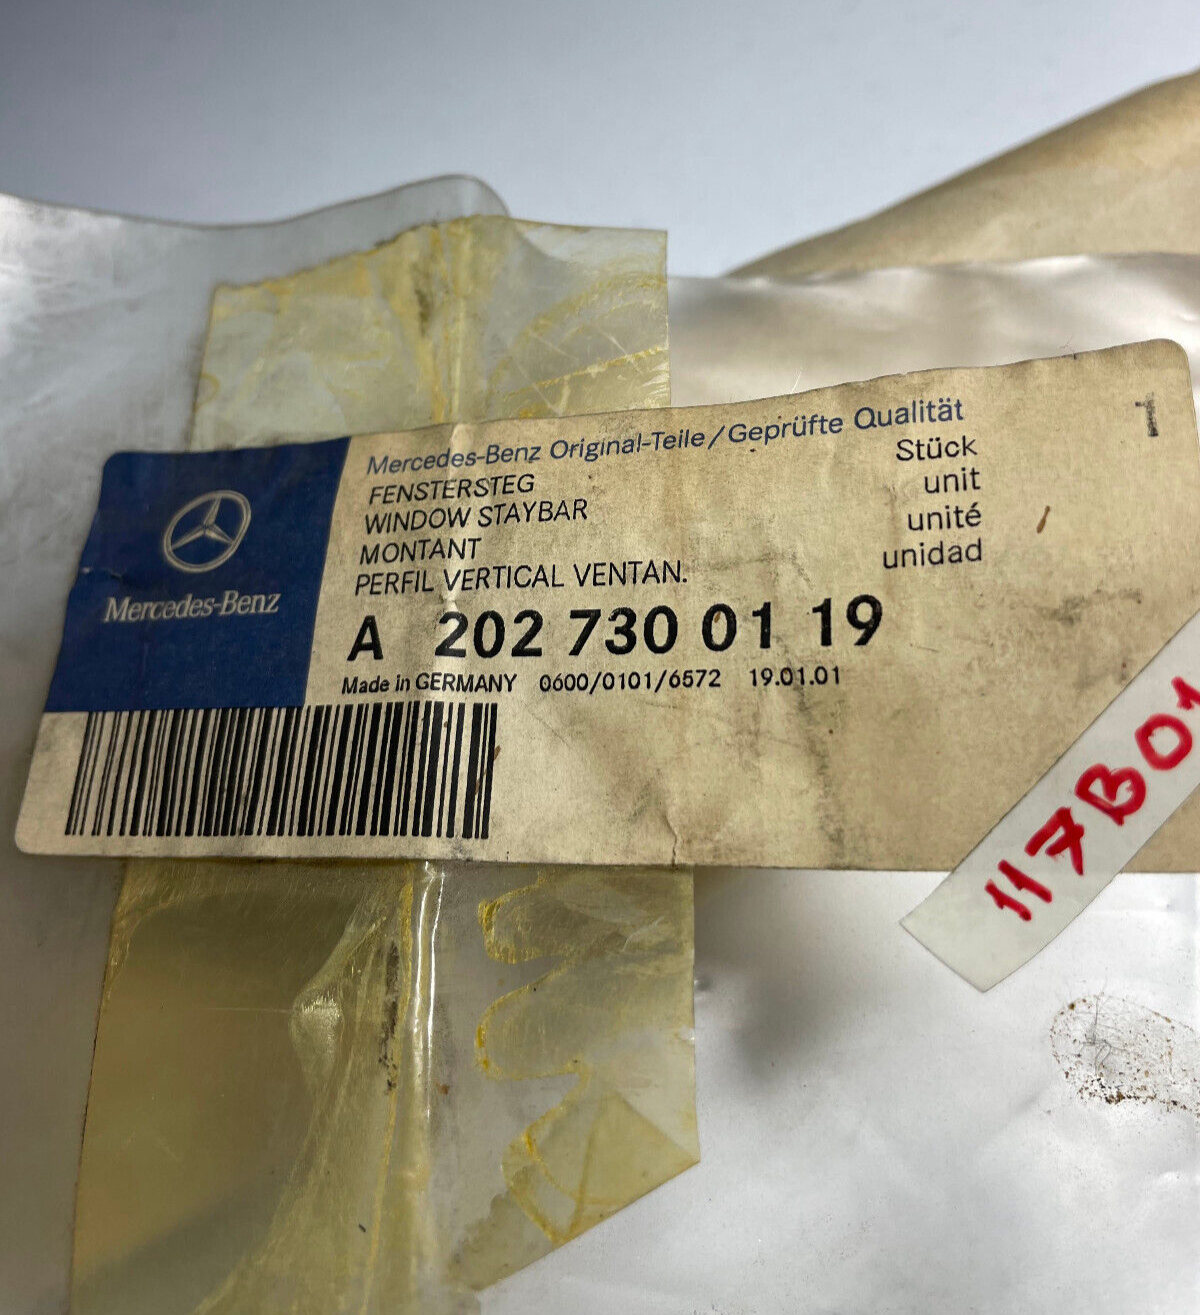 Mercedes-Benz
Mercedes-Benz Original-Teile/Geprüfte Qualität
FENSTERSTEG
WINDOW STAYBAR
MONTANT
PERFIL VERTICAL VENTAN.
Stück
unit
unité
unidad
1
A 202 730 01 19
Made in GERMANY 0600/0101/6572 19.01.01
117B01